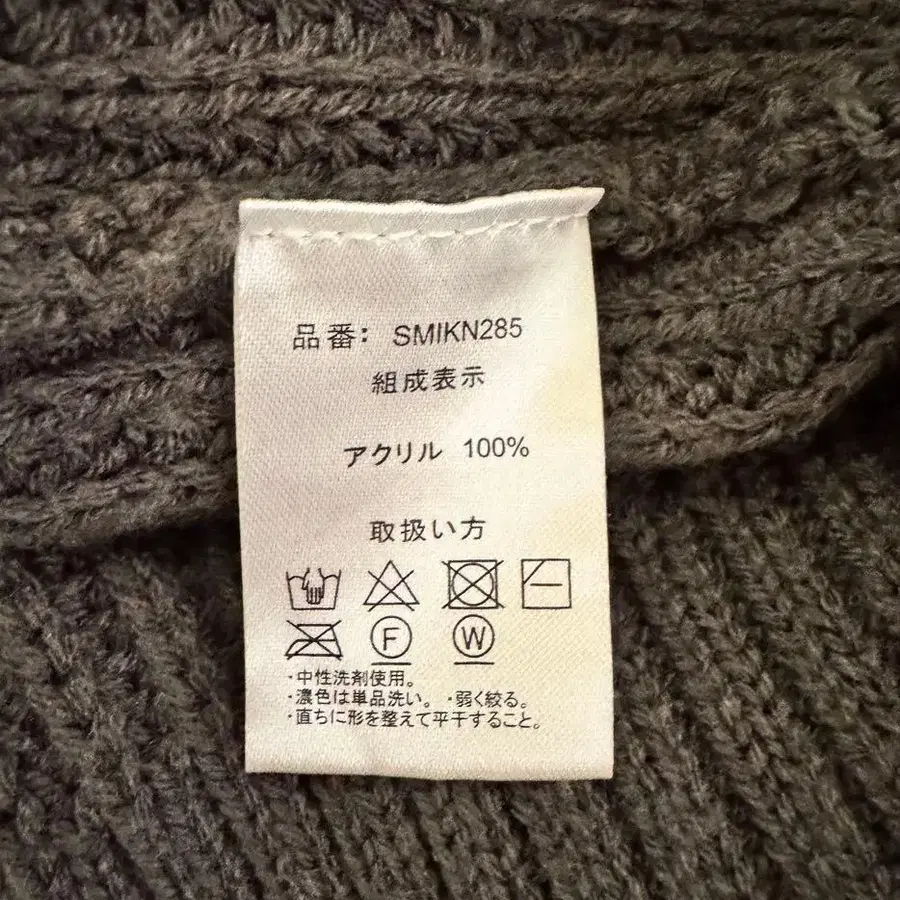 品番: SMIKN285
組成表示
アクリル 100%
取扱い方
F W
・中性洗剤使用。
・濃色は単品洗い。・弱く絞る。
・直ちに形を整えて平干すること。